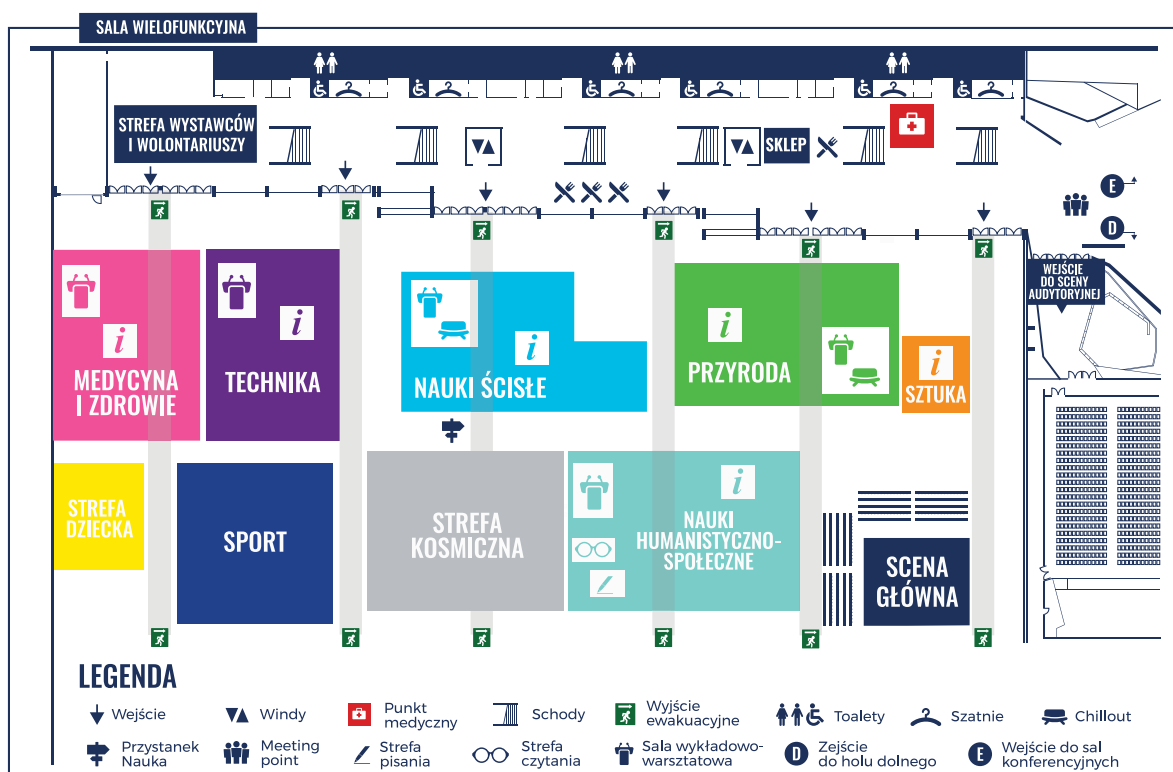 SALA WIELOFUNKCYJNA
STREFA WYSTAWCÓW
I WOLONTARIUSZY
SKLEP
E
D
WEJŚCIE
DO SCENY
AUDYTORYJNEJ
i
MEDYCYNA
I ZDROWIE
i
TECHNIKA
i
NAUKI ŚCISŁE
i
PRZYRODA
i
SZTUKA
STREFA
DZIECKA
SPORT
STREFA
KOSMICZNA
i
NAUKI
HUMANISTYCZNO-
SPOŁECZNE
SCENA
GŁÓWNA
LEGENDA
Wejście
Windy
Punkt
medyczny
Schody
Wyjście
ewakuacyjne
Toalety
Szatnie
Chillout
Przystanek
Nauka
Meeting
point
Strefa
pisania
Strefa
czytania
Sala wykładowo-
warsztatowa
D
Zejście
do holu dolnego
E
Wejście do sal
konferencyjnych